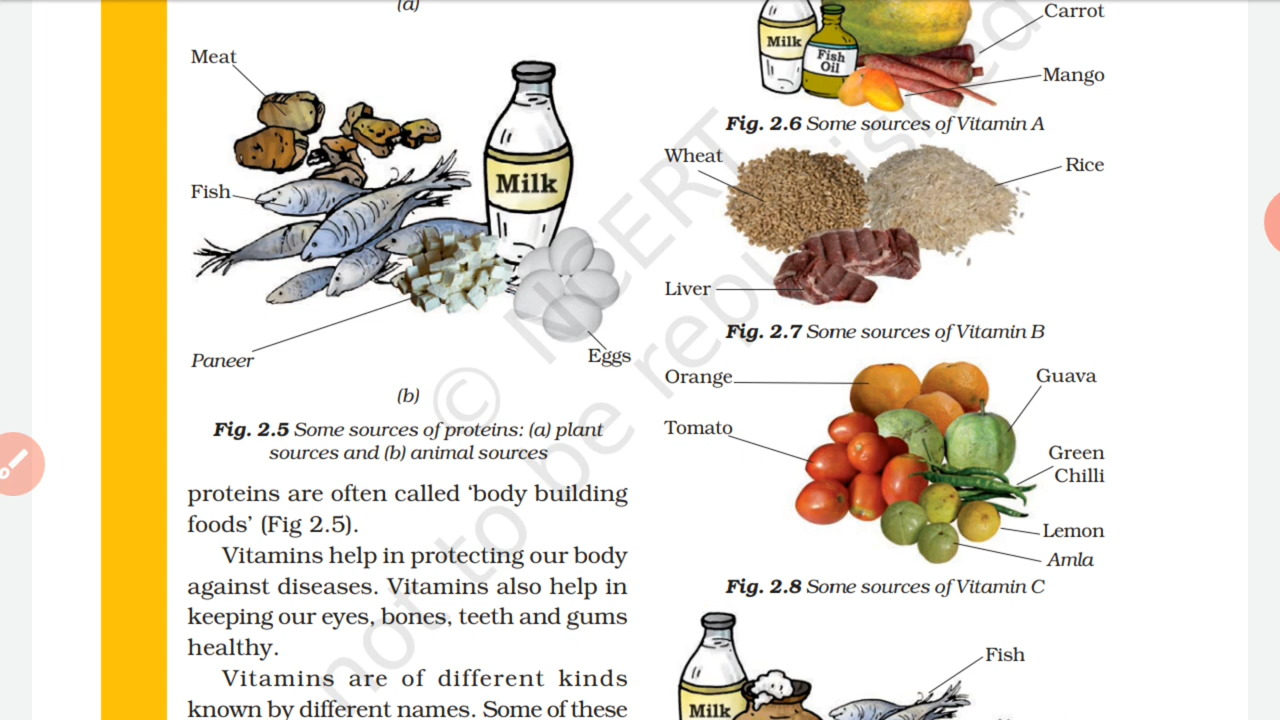 (a)
Meat
Milk
Fish
Paneer
Eggs
(b)
Fig. 2.5 Some sources of proteins: (a) plant
sources and (b) animal sources
proteins are often called ‘body building
foods’ (Fig 2.5).
Vitamins help in protecting our body
against diseases. Vitamins also help in
keeping our eyes, bones, teeth and gums
healthy.
Vitamins are of different kinds
known by different names. Some of these
Carrot
Milk
Fish
Oil
Mango
Fig. 2.6 Some sources of Vitamin A
Wheat
Rice
Liver
Fig. 2.7 Some sources of Vitamin B
Orange
Guava
Tomato
Green
Chilli
Lemon
Amla
Fig. 2.8 Some sources of Vitamin C
Fish
Milk
© NCERT
not to be republished